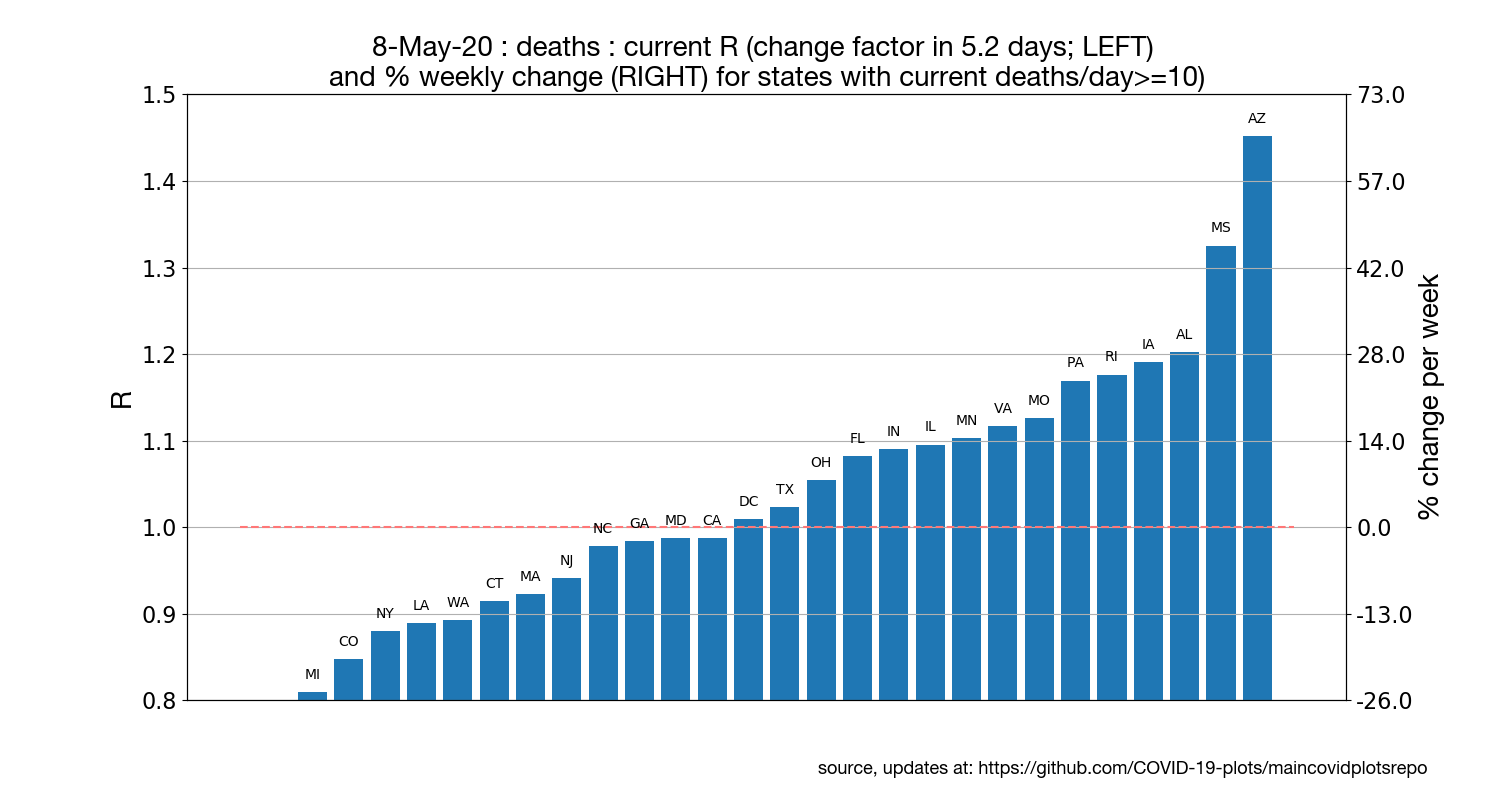 8-May-20 : deaths : current R (change factor in 5.2 days; LEFT)
and % weekly change (RIGHT) for states with current deaths/day>=10)
1.5
1.4
1.3
1.2
1.1
1.0
0.9
0.8
R
MI
CO
NY
LA
WA
CT
MA
NJ
NC
GA
MD
CA
DC
TX
OH
FL
IN
IL
MN
VA
MO
PA
RI
IA
AL
MS
AZ
73.0
57.0
42.0
28.0
14.0
0.0
-13.0
-26.0
% change per week
source, updates at: https://github.com/COVID-19-plots/maincovidplotsrepo